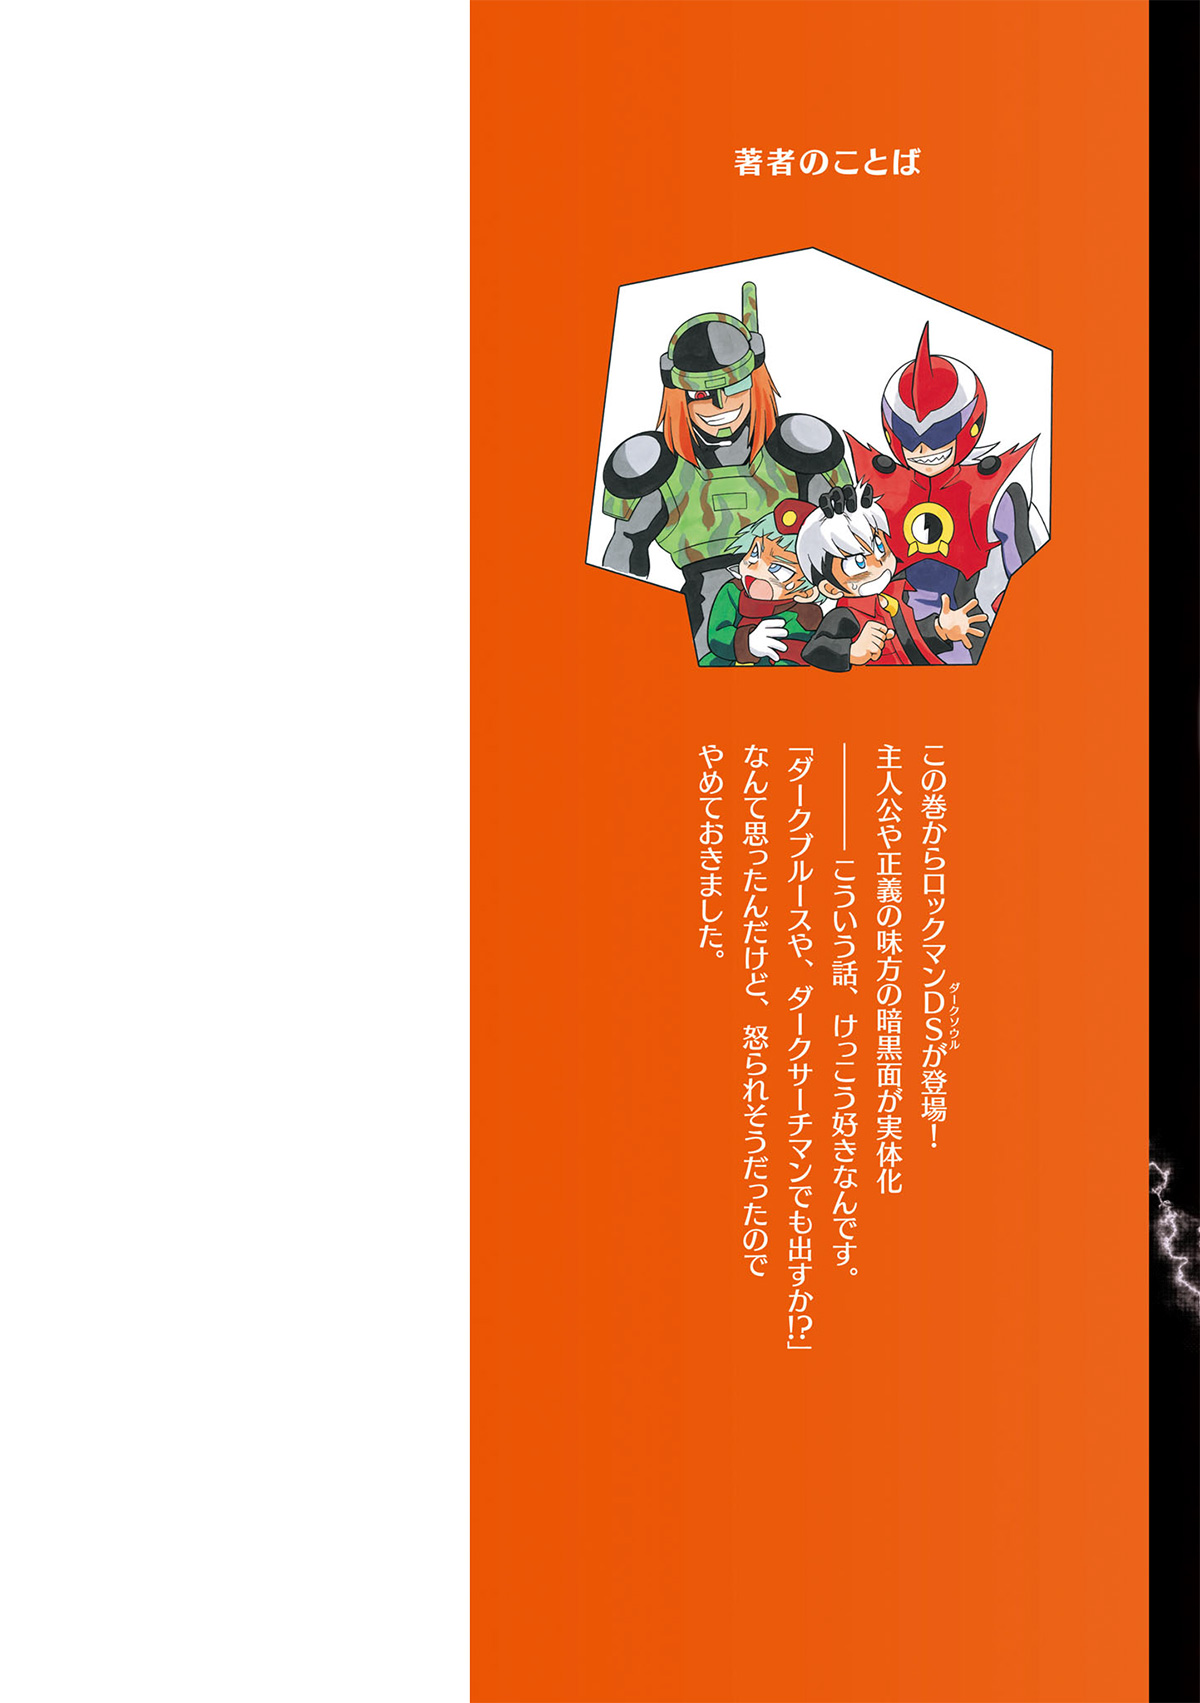 著者のことば
この巻からロックマンDSが登場！
ダークソウル
主人公や正義の味方の暗黒面が実体化
――― こういう話、けっこう好きなんです。
「ダークブルースや、ダークサーチマンでも出すか!?」
なんて思ったんだけど、怒られそうだったので
やめておきました。